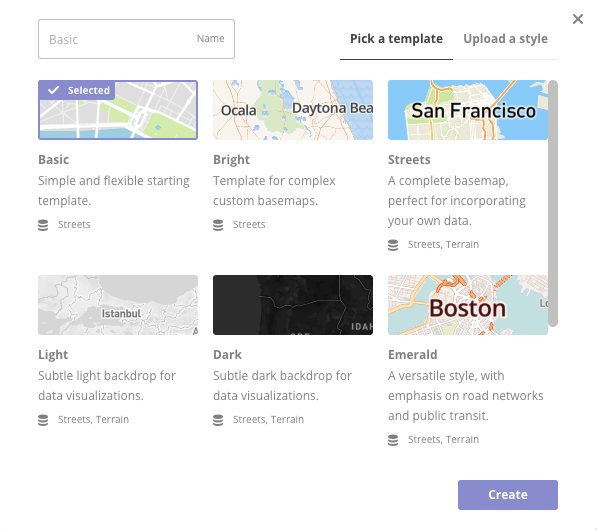 Basic
Name
Pick a template
Upload a style
Selected
Ocala
Daytona Bea
San Francisco
Basic
Simple and flexible starting
template.
Streets
Bright
Template for complex
custom basemaps.
Streets
Streets
A complete basemap,
perfect for incorporating
your own data.
Streets, Terrain
Istanbul
IDAH
Boston
Light
Subtle light backdrop for
data visualizations.
Streets, Terrain
Dark
Subtle dark backdrop for
data visualizations.
Streets, Terrain
Emerald
A versatile style, with
emphasis on road networks
and public transit.
Streets, Terrain
Create